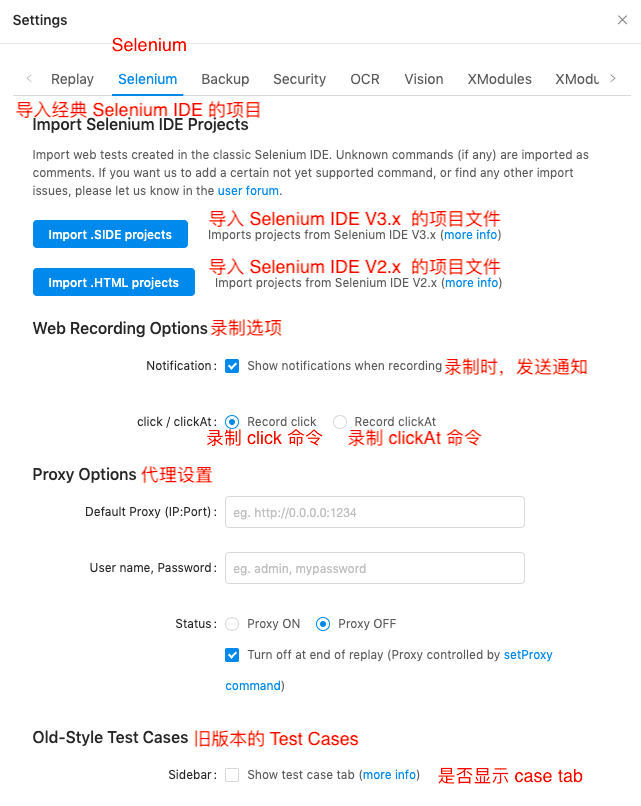 Settings
Selenium
Replay Selenium Backup Security OCR Vision XModules XModu
导入经典 Selenium IDE 的项目
Import Selenium IDE Projects
Import web tests created in the classic Selenium IDE. Unknown commands (if any) are imported as
comments. If you want us to add a certain not yet supported command, or find any other import
issues, please let us know in the user forum.
导入 Selenium IDE V3.x 的项目文件
Import .SIDE projects Imports projects from Selenium IDE V3.x (more info)
导入 Selenium IDE V2.x 的项目文件
Import .HTML projects Import projects from Selenium IDE V2.x (more info)
Web Recording Options 录制选项
Notification: Show notifications when recording 录制时，发送通知
click / clickAt: Record click Record clickAt
录制 click 命令 录制 clickAt 命令
Proxy Options 代理设置
Default Proxy (IP:Port): eg. http://0.0.0.0:1234
User name, Password: eg. admin, mypassword
Status: Proxy ON Proxy OFF
Turn off at end of replay (Proxy controlled by setProxy
command)
Old-Style Test Cases 旧版本的 Test Cases
Sidebar: Show test case tab (more info) 是否显示 case tab